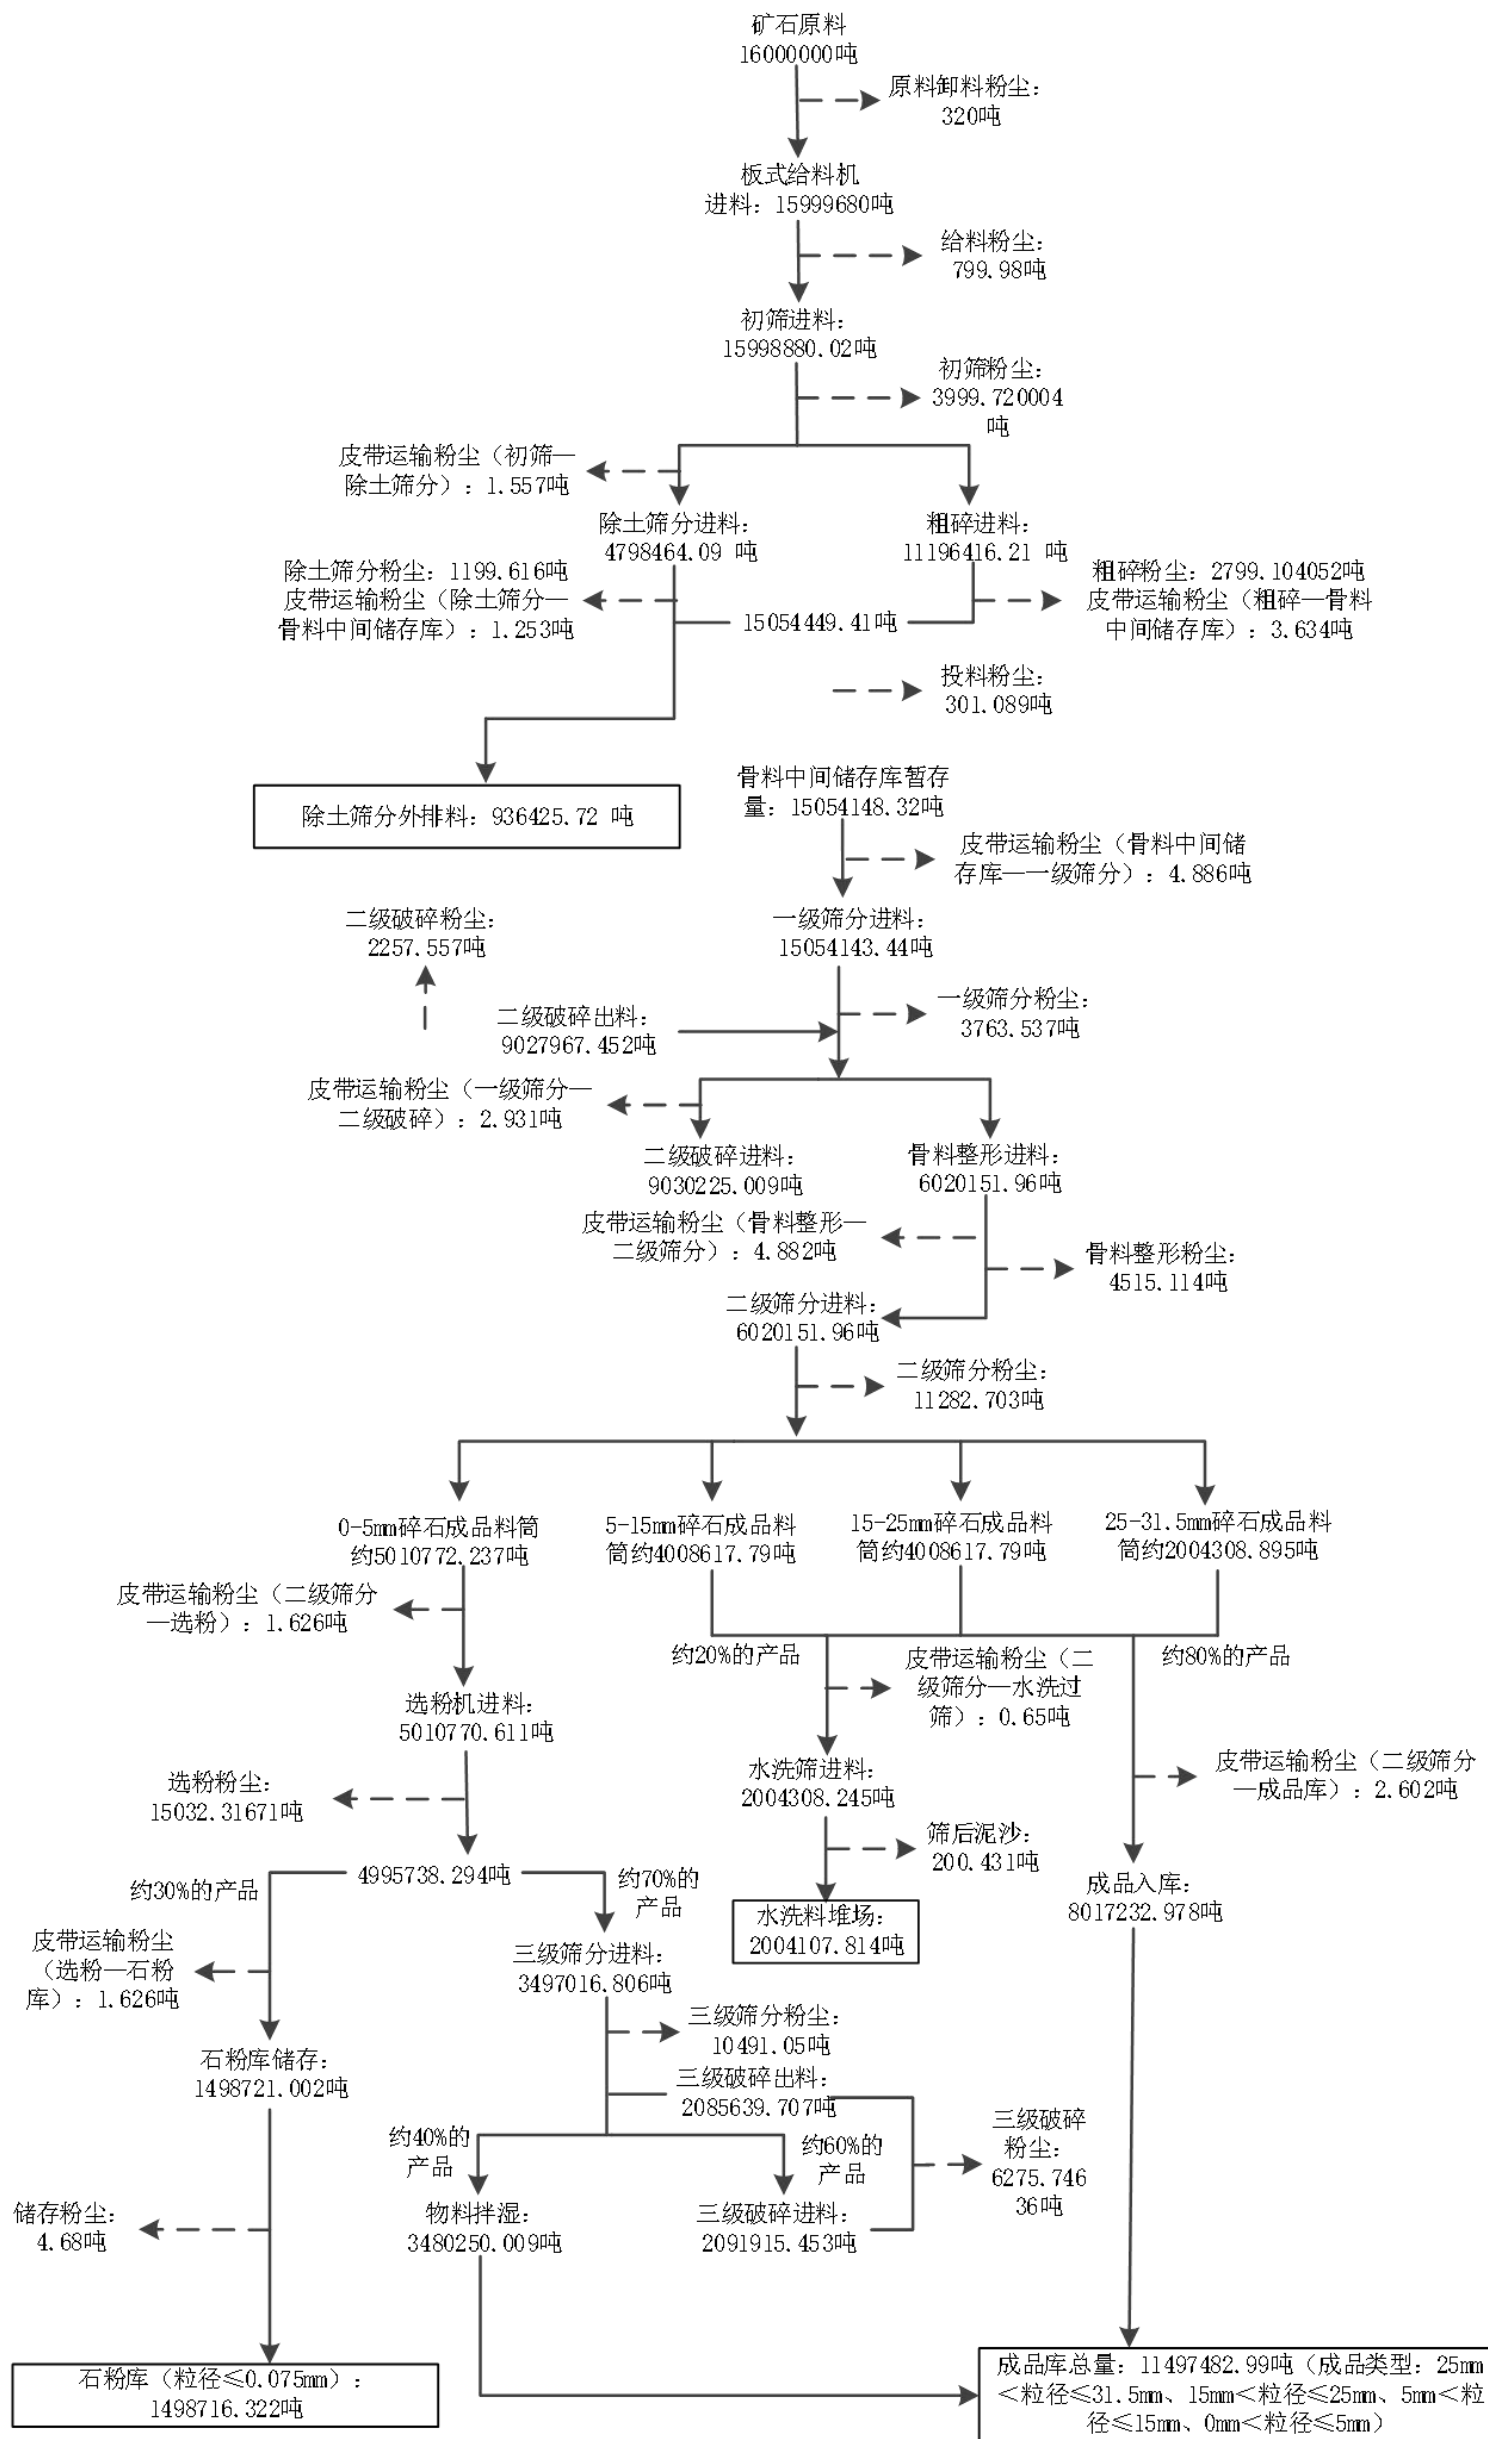 矿石原料
16000000吨
原料卸料粉尘：
320吨
板式给料机
进料：15999680吨
给料粉尘：
799.98吨
初筛进料：
15998880.02吨
初筛粉尘：
3999.720004
吨
皮带运输粉尘（初筛—
除土筛分）：1.557吨
除土筛分进料：
4798464.09 吨
粗碎进料：
11196416.21 吨
除土筛分粉尘：1199.616吨
皮带运输粉尘（除土筛分—
骨料中间储存库）：1.253吨
15054449.41吨
粗碎粉尘：2799.104052吨
皮带运输粉尘（粗碎—骨料
中间储存库）：3.634吨
投料粉尘：
301.089吨
除土筛分外排料：936425.72 吨
骨料中间储存库暂存
量：15054148.32吨
皮带运输粉尘（骨料中间储
存库—一级筛分）：4.886吨
二级破碎粉尘：
2257.557吨
一级筛分进料：
15054143.44吨
一级筛分粉尘：
3763.537吨
二级破碎出料：
9027967.452吨
皮带运输粉尘（一级筛分—
二级破碎）：2.931吨
二级破碎进料：
9030225.009吨
骨料整形进料：
6020151.96吨
皮带运输粉尘（骨料整形—
二级筛分）：4.882吨
骨料整形粉尘：
4515.114吨
二级筛分进料：
6020151.96吨
二级筛分粉尘：
11282.703吨
0-5mm碎石成品料筒
约5010772.237吨
5-15mm碎石成品料
筒约4008617.79吨
15-25mm碎石成品料
筒约4008617.79吨
25-31.5mm碎石成品料
筒约2004308.895吨
皮带运输粉尘（二级筛分
—选粉）：1.626吨
约20%的产品
皮带运输粉尘（二
级筛分—水洗过
筛）：0.65吨
约80%的产品
选粉机进料：
5010770.611吨
水洗筛进料：
2004308.245吨
皮带运输粉尘（二级筛分
—成品库）：2.602吨
选粉粉尘：
15032.31671吨
筛后泥沙：
200.431吨
4995738.294吨
约30%的产品
约70%的
产品
成品入库：
8017232.978吨
水洗料堆场：
2004107.814吨
皮带运输粉尘
（选粉—石粉
库）：1.626吨
三级筛分进料：
3497016.806吨
三级筛分粉尘：
10491.05吨
石粉库储存：
1498721.002吨
三级破碎出料：
2085639.707吨
约40%的
产品
约60%的
产品
三级破碎
粉尘：
6275.746
36吨
储存粉尘：
4.68吨
物料拌湿：
3480250.009吨
三级破碎进料：
2091915.453吨
石粉库（粒径≤0.075mm）：
1498716.322吨
成品库总量：11497482.99吨（成品类型：25mm
＜粒径≤31.5mm、15mm＜粒径≤25mm、5mm＜粒
径≤15mm、0mm＜粒径≤5mm）